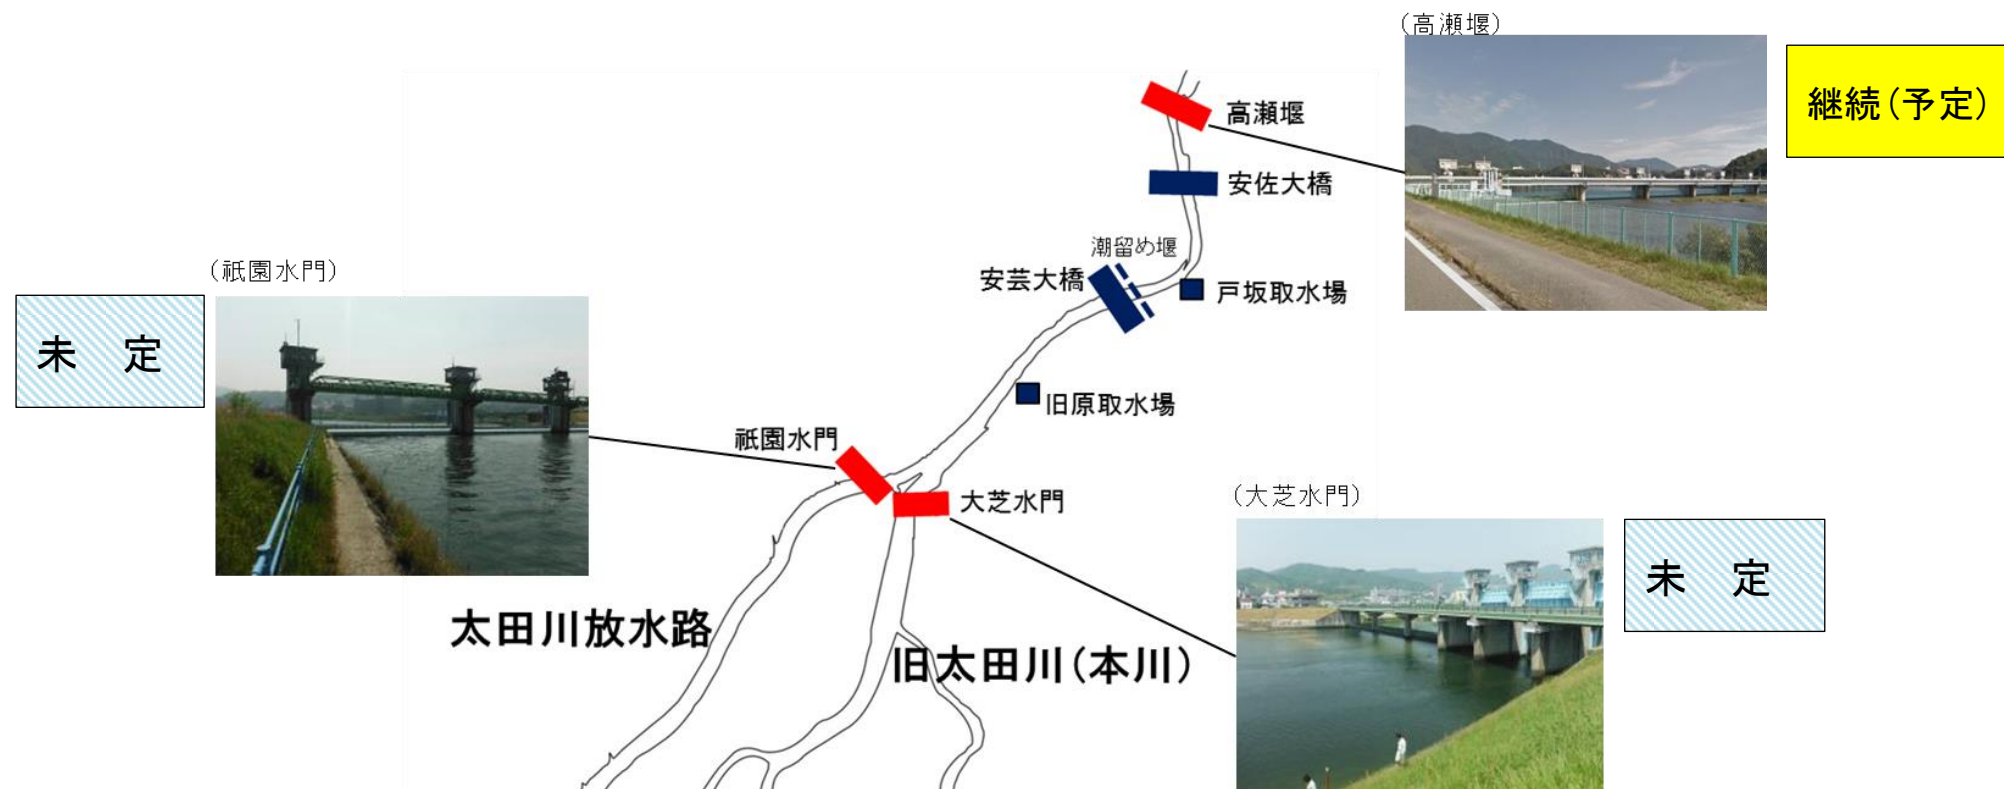 (高瀬堰)
継続(予定)
高瀬堰
安佐大橋
潮留め堰
安芸大橋
戸坂取水場
(祇園水門)
未 定
旧原取水場
祇園水門
大芝水門
(大芝水門)
未 定
太田川放水路
旧太田川(本川)